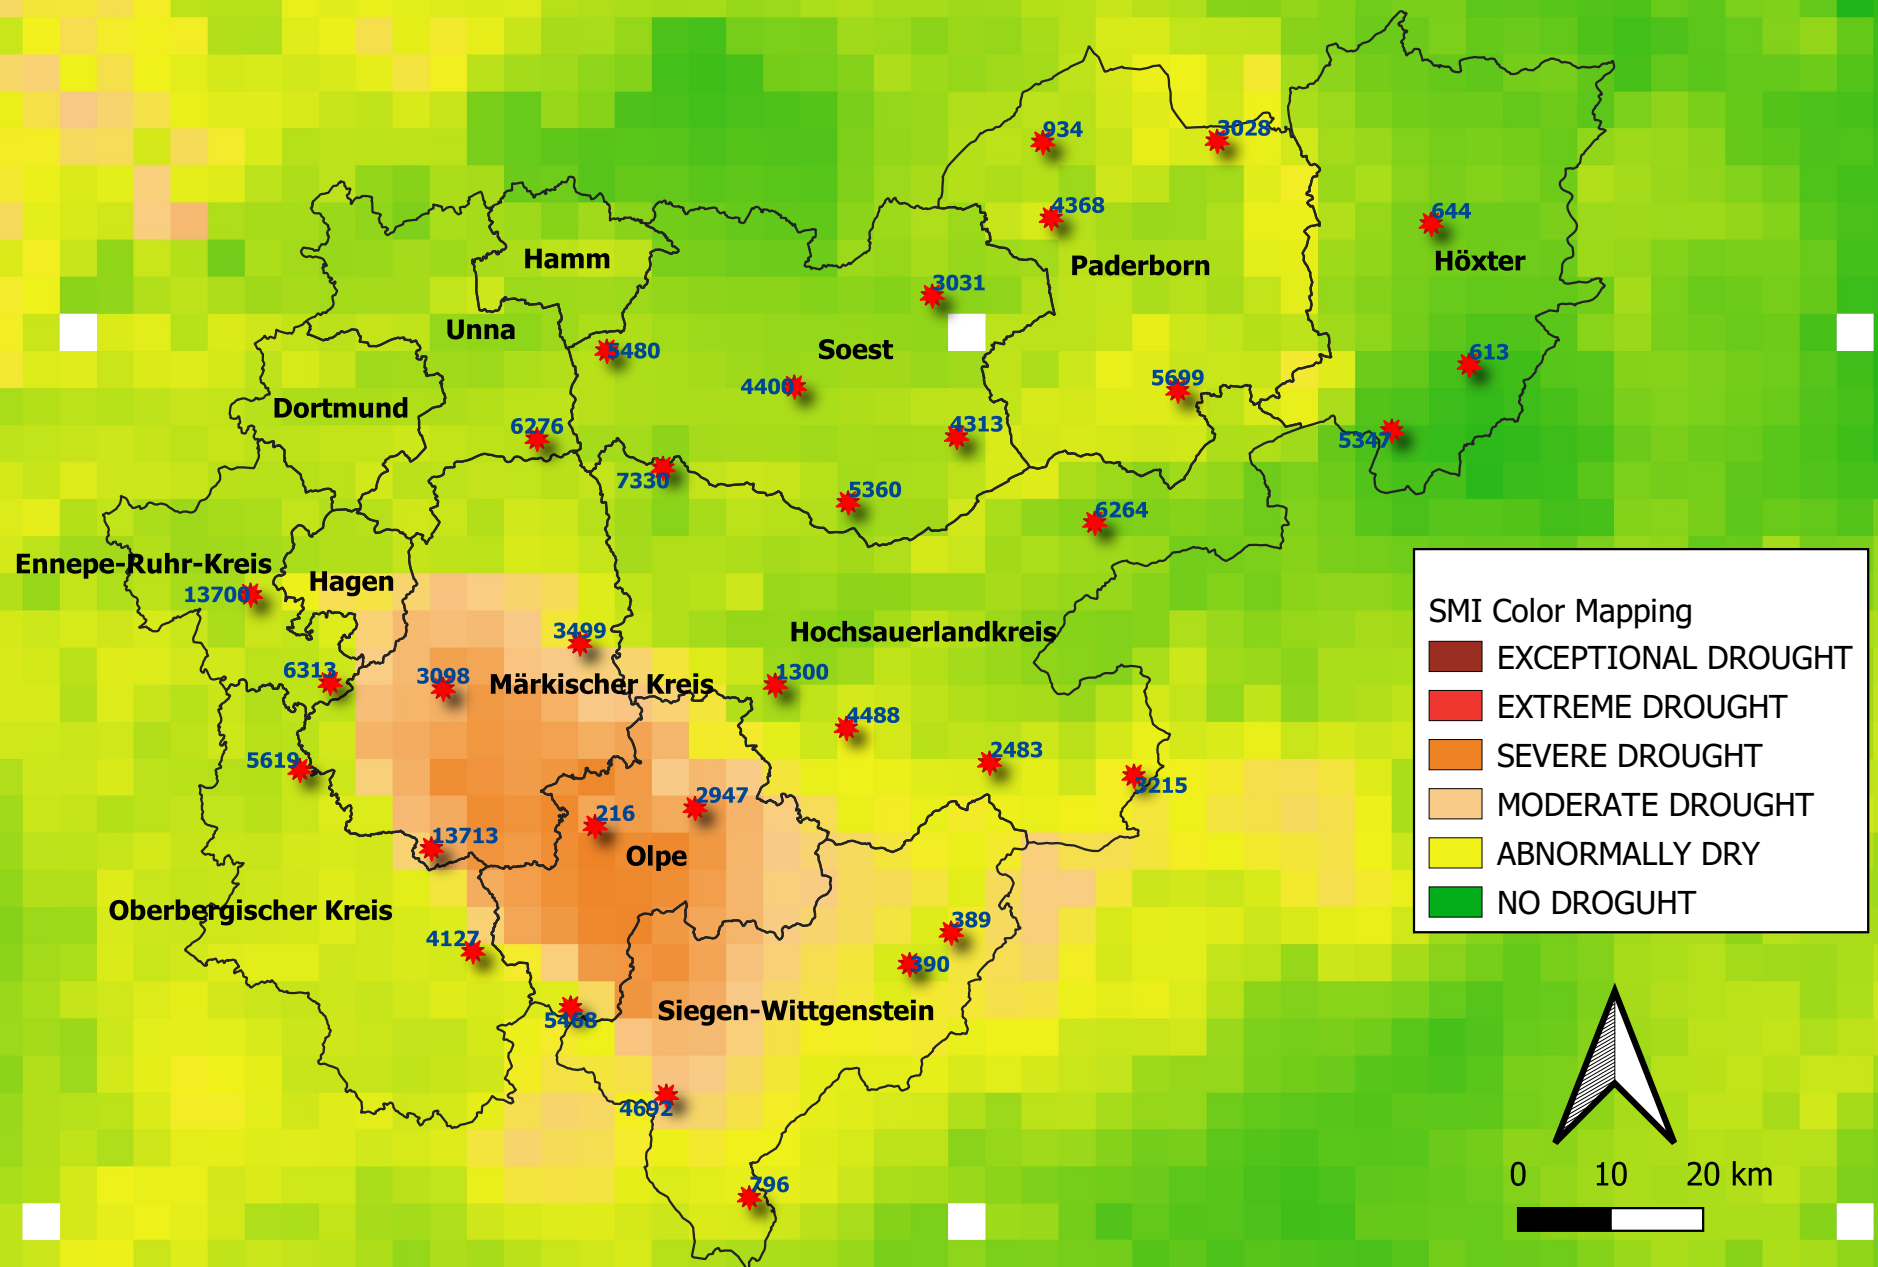 934
3028
4368
644
Hamm
Paderborn
Höxter
3031
Unna
5480
Soest
613
4400
5699
Dortmund
6276
4313
5347
7330
5360
6264
Ennepe-Ruhr-Kreis
Hagen
13700
3499
Hochsauerlandkreis
6313
3098
Märkischer Kreis
1300
4488
5619
2483
3215
2947
216
13713
Olpe
Oberbergischer Kreis
4127
389
390
5468
Siegen-Wittgenstein
4692
796
SMI Color Mapping
EXCEPTIONAL DROUGHT
EXTREME DROUGHT
SEVERE DROUGHT
MODERATE DROUGHT
ABNORMALLY DRY
NO DROGUHT
0 10 20 km